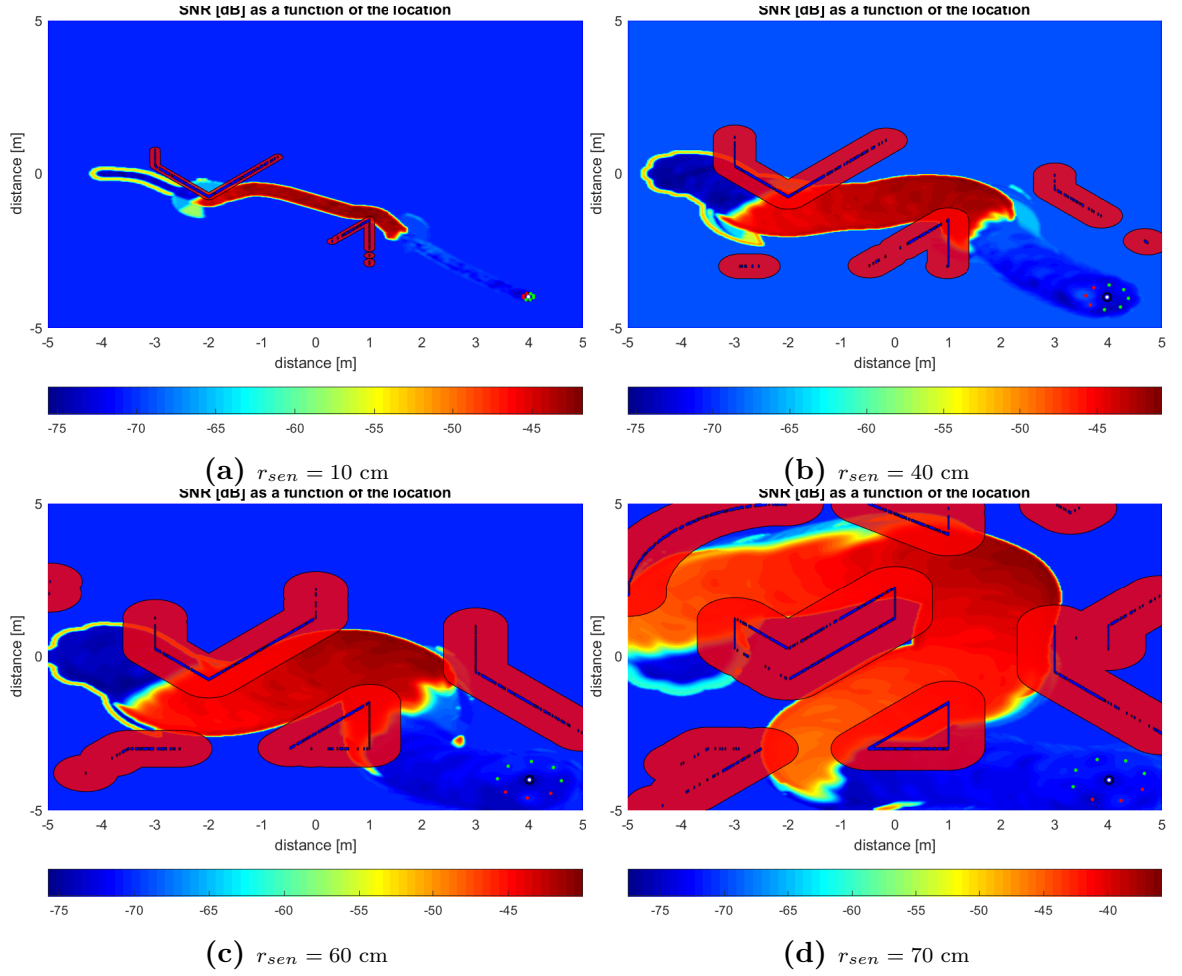 SNR [dB] as a function of the location
SNR [dB] as a function of the location
5
0
-5
distance [m]
-5 -4 -3 -2 -1 0 1 2 3 4 5
distance [m]
5
0
-5
distance [m]
-5 -4 -3 -2 -1 0 1 2 3 4 5
distance [m]
-75 -70 -65 -60 -55 -50 -45
-75 -70 -65 -60 -55 -50 -45
(a) r_sen = 10 cm
(b) r_sen = 40 cm
SNR [dB] as a function of the location
SNR [dB] as a function of the location
5
0
-5
distance [m]
-5 -4 -3 -2 -1 0 1 2 3 4 5
distance [m]
5
0
-5
distance [m]
-5 -4 -3 -2 -1 0 1 2 3 4 5
distance [m]
-75 -70 -65 -60 -55 -50 -45
-75 -70 -65 -60 -55 -50 -45 -40
(c) r_sen = 60 cm
(d) r_sen = 70 cm